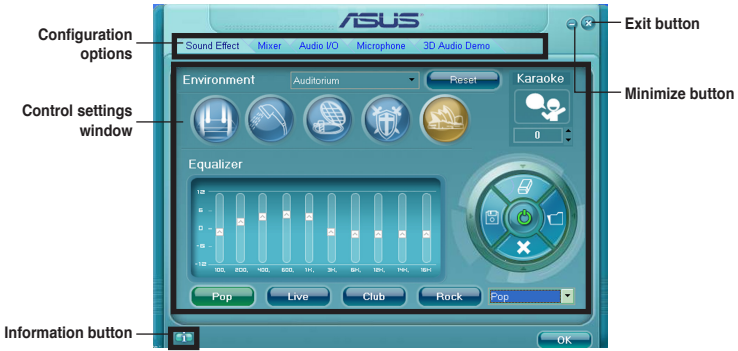 ASUS
Configuration options
Exit button
Sound Effect Mixer Audio I/O Microphone 3D Audio Demo
Minimize button
Environment Auditorium Reset Karaoke
0
Control settings window
Equalizer
12
6
0
-6
-12
100, 200, 400, 600, 1K, 3K, 6K, 12K, 14K, 16K
Pop Live Club Rock Pop
Information button
i
OK